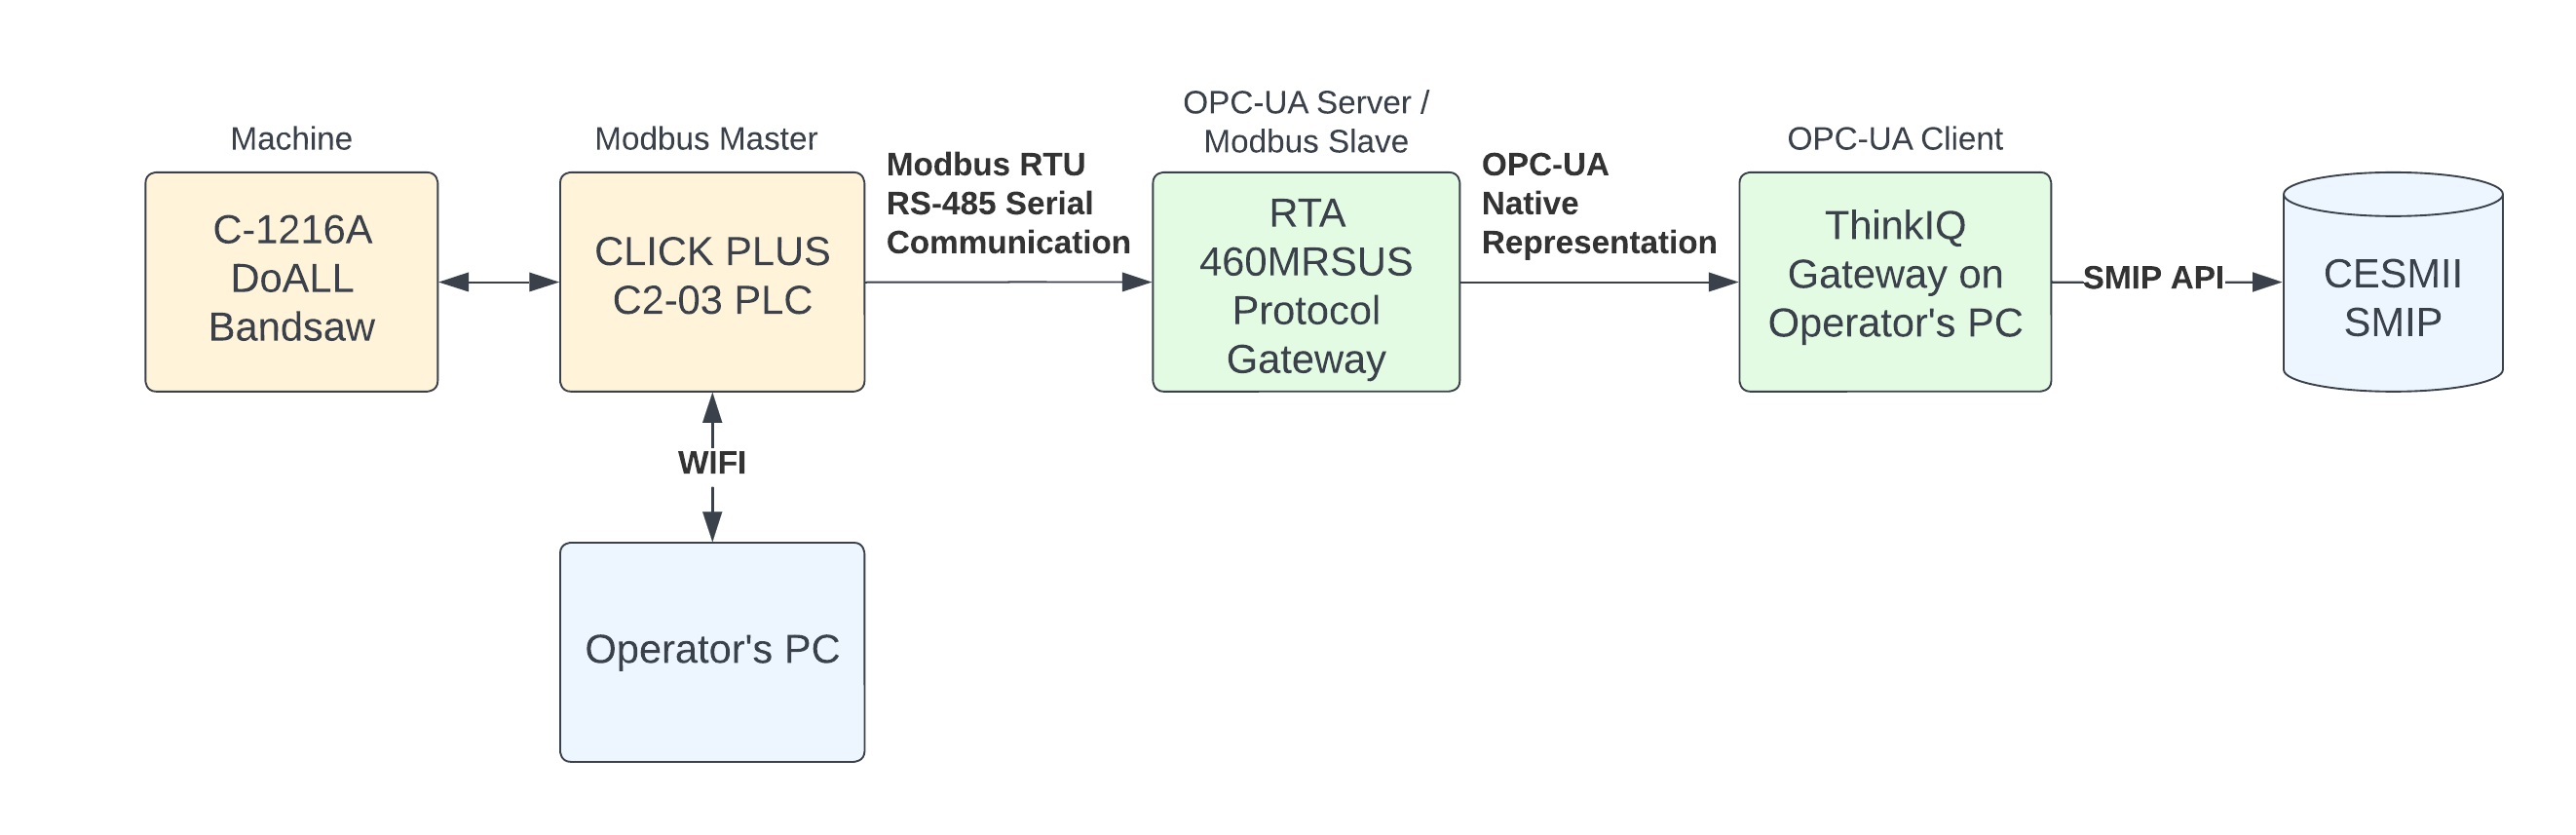 Machine
C-1216A
DoALL
Bandsaw
Modbus Master
CLICK PLUS
C2-03 PLC
Modbus RTU
RS-485 Serial
Communication
OPC-UA Server /
Modbus Slave
RTA
460MRSUS
Protocol
Gateway
OPC-UA
Native
Representation
OPC-UA Client
ThinkIQ
Gateway on
Operator's PC
SMIP API
CESMII
SMIP
WIFI
Operator's PC